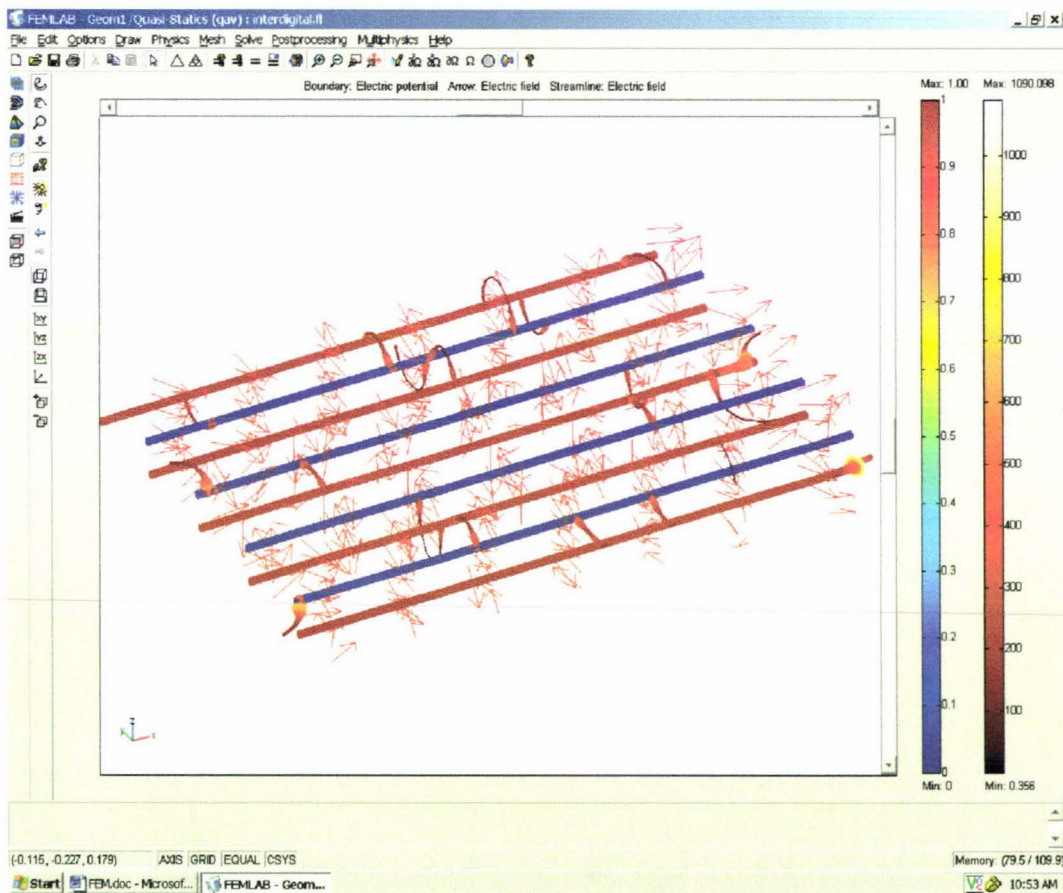 FEMLAB - Geom1/Quasi-Statics (qav) : interdigital.fl
File Edit Options Draw Physics Mesh Solve Postprocessing Multiphysics Help
Boundary: Electric potential Arrow: Electric field Streamline: Electric field
Max: 1.00 Max: 1090.098
1
0.9
0.8
0.7
0.6
0.5
0.4
0.3
0.2
0.1
0
Min: 0
1000
900
800
700
600
500
400
300
200
100
Min: 0.356
z
y
x
(-0.115, -0.227, 0.179) AXIS GRID EQUAL CSYS
Memory: (79.5 / 109.9)
Start FEM.doc - Microsof... FEMLAB - Geom...
10:53 AM